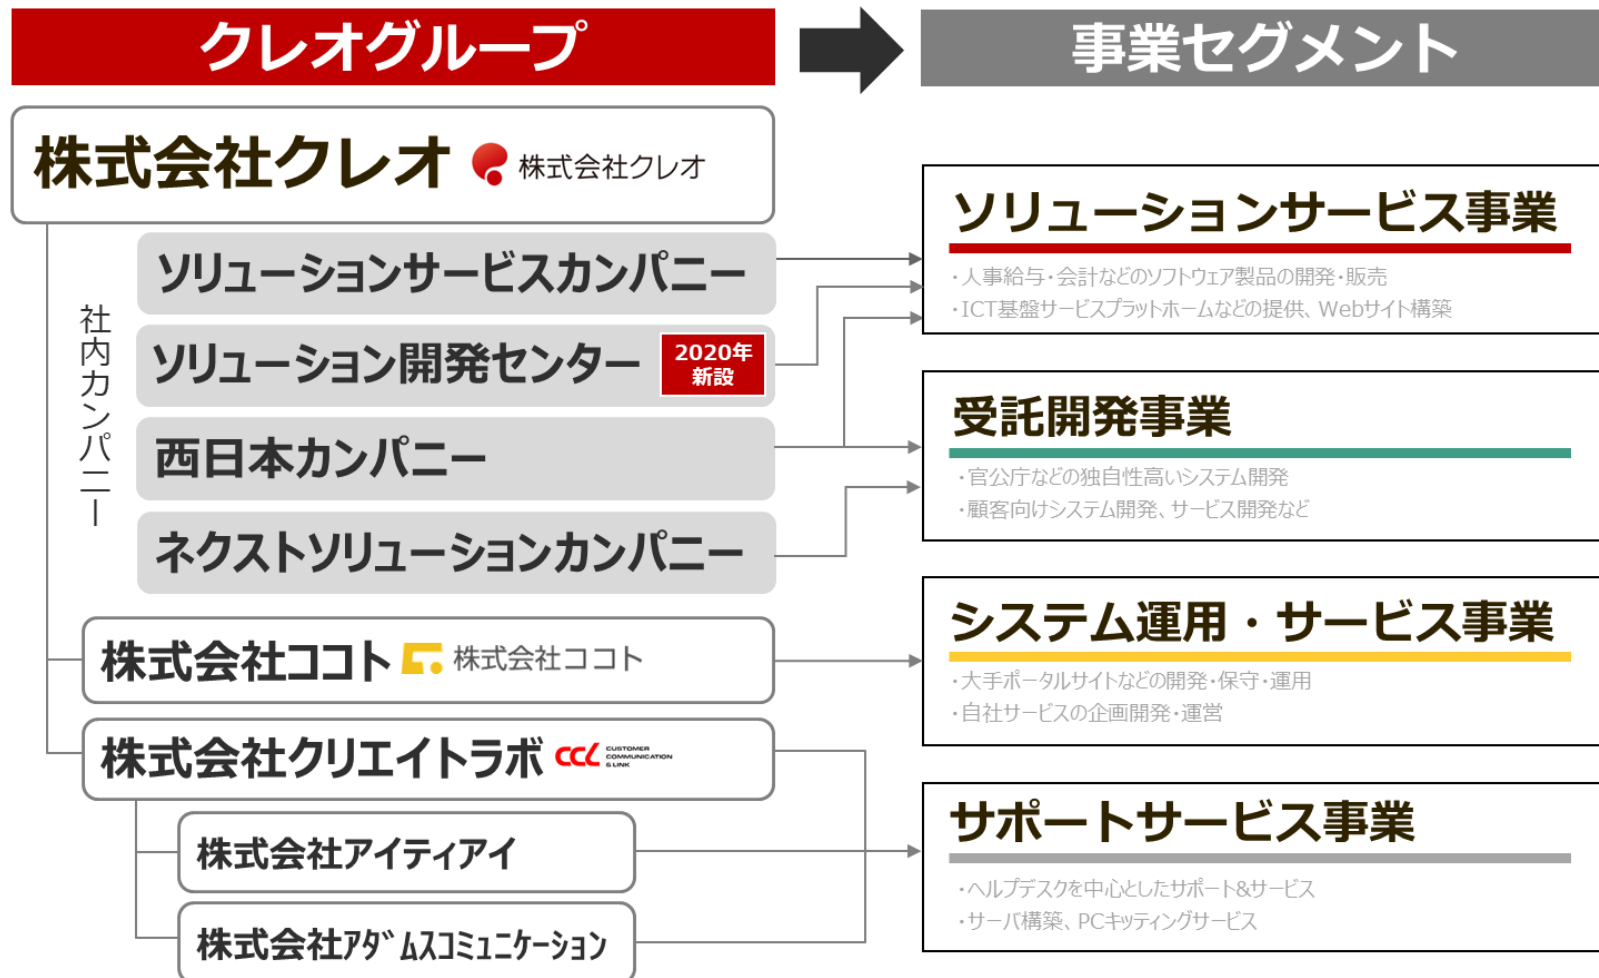 クレオグループ
事業セグメント
株式会社クレオ
株式会社クレオ
社内カンパニー
ソリューションサービスカンパニー
ソリューション開発センター
2020年
新設
西日本カンパニー
ネクストソリューションカンパニー
株式会社ココト
株式会社ココト
株式会社クリエイトラボ
CCL
CUSTOMER
COMMUNICATION
& LINK
株式会社アイティアイ
株式会社アダムスコミュニケーション
ソリューションサービス事業
・人事給与・会計などのソフトウェア製品の開発・販売
・ICT基盤サービスプラットホームなどの提供、Webサイト構築
受託開発事業
・官公庁などの独自性高いシステム開発
・顧客向けシステム開発、サービス開発など
システム運用・サービス事業
・大手ポータルサイトなどの開発・保守・運用
・自社サービスの企画開発・運営
サポートサービス事業
・ヘルプデスクを中心としたサポート&サービス
・サーバ構築、PCキッティングサービス